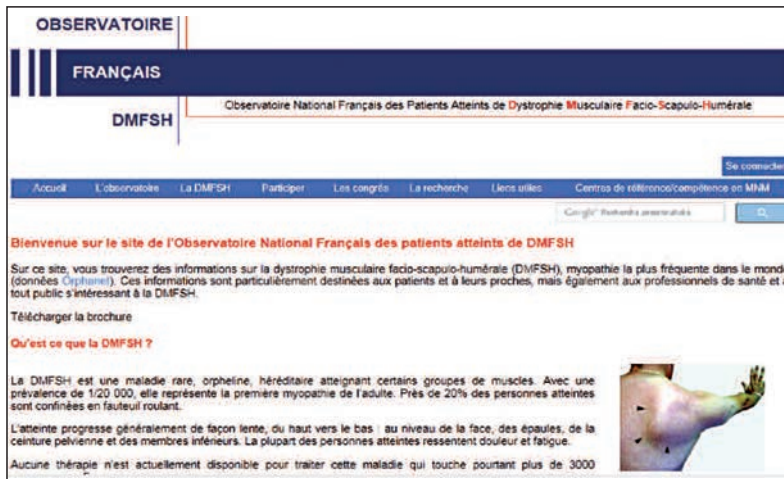 OBSERVATOIRE
FRANÇAIS
DMFSH
Observatoire National Français des Patients Atteints de Dystrophie Musculaire Facio-Scapulo-Humérale
Se connecter
Accueil L'observatoire La DMFSH Participer Les congrès La recherche Liens utiles Centres de référence/compétence en MNM
Google Recherche personnalisée
Bienvenue sur le site de l'Observatoire National Français des patients atteints de DMFSH
Sur ce site, vous trouverez des informations sur la dystrophie musculaire facio-scapulo-humérale (DMFSH), myopathie la plus fréquente dans le monde
(données Orphanet). Ces informations sont particulièrement destinées aux patients et à leurs proches, mais également aux professionnels de santé et à
tout public s'intéressant à la DMFSH.
Télécharger la brochure
Qu'est ce que la DMFSH ?
La DMFSH est une maladie rare, orpheline, héréditaire atteignant certains groupes de muscles. Avec une
prévalence de 1/20 000, elle représente la première myopathie de l'adulte. Près de 20% des personnes atteintes
sont confinées en fauteuil roulant.
L'atteinte progresse généralement de façon lente, du haut vers le bas : au niveau de la face, des épaules, de la
ceinture pelvienne et des membres inférieurs. La plupart des personnes atteintes ressentent douleur et fatigue.
Aucune thérapie n'est actuellement disponible pour traiter cette maladie qui touche pourtant plus de 3000